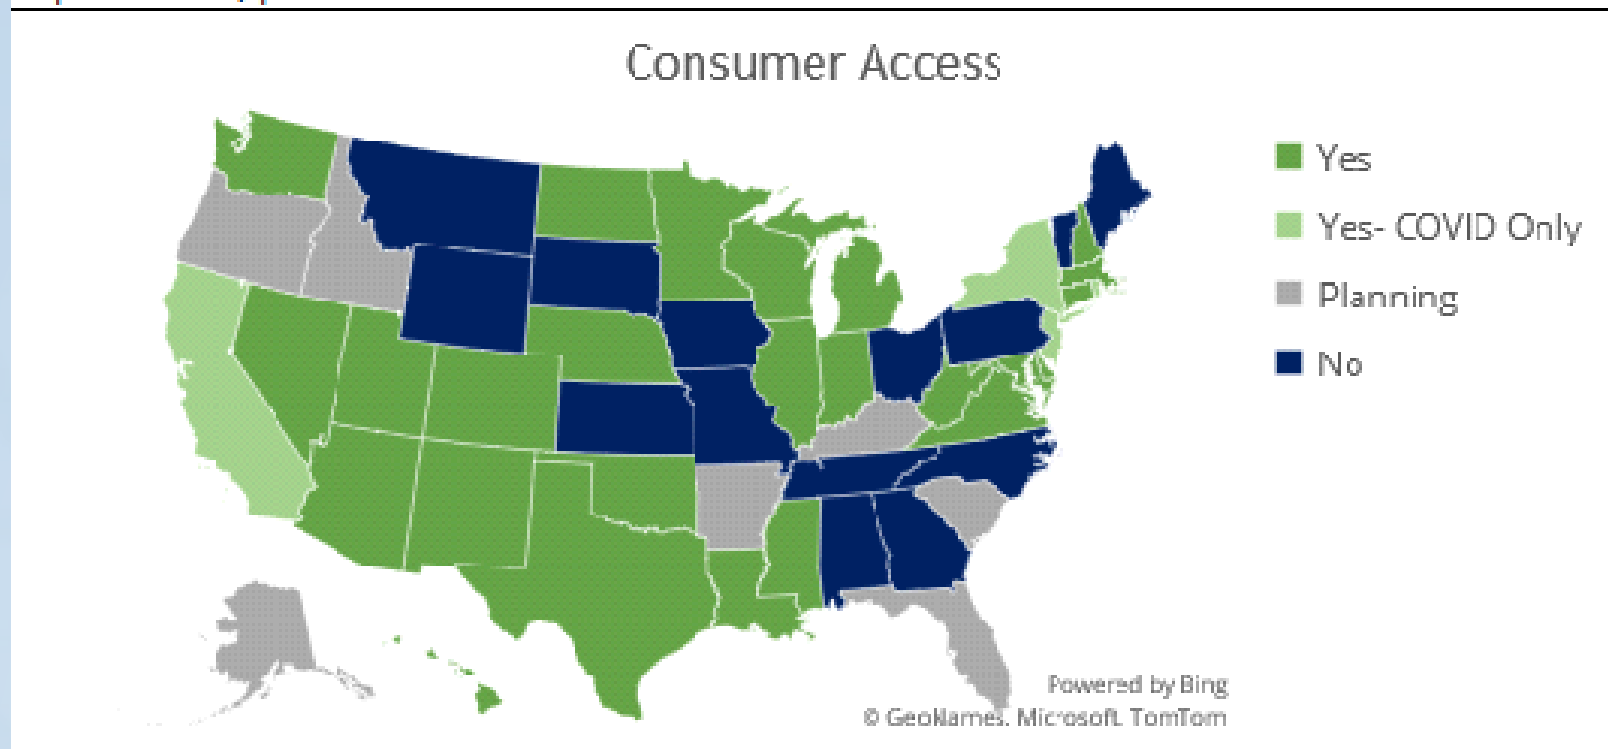 Consumer Access
Yes
Yes- COVID Only
Planning
No
Powered by Bing
© GeoNames, Microsoft, TomTom